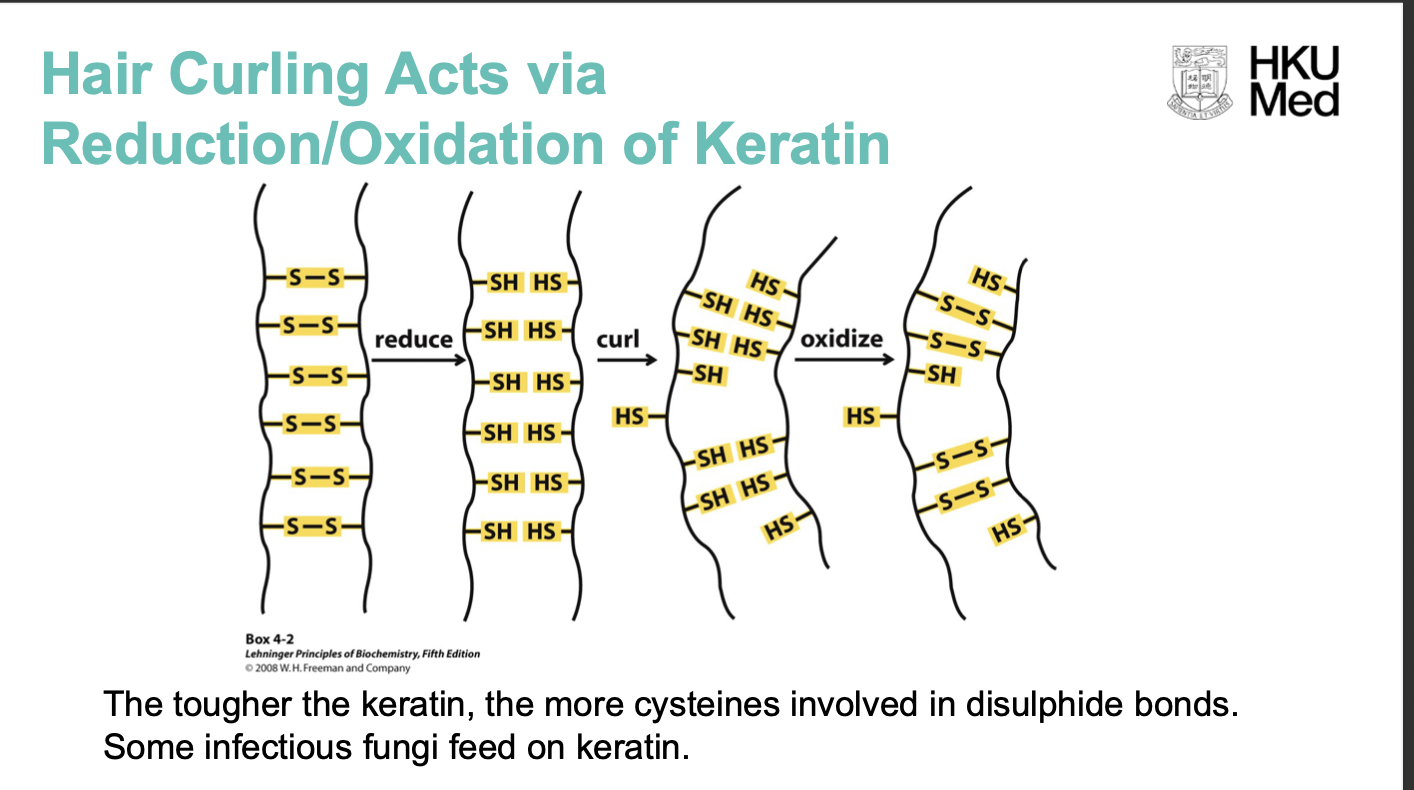 Hair Curling Acts via
Reduction/Oxidation of Keratin
HKU
Med
S—S
S—S
S—S
S—S
S—S
S—S
reduce
SH HS
SH HS
SH HS
SH HS
SH HS
SH HS
curl
HS
SH HS
SH HS
SH
HS
SH HS
SH HS
HS
oxidize
HS
S—S
S—S
SH
HS
S—S
S—S
HS
Box 4-2
Lehninger Principles of Biochemistry, Fifth Edition
© 2008 W. H. Freeman and Company
The tougher the keratin, the more cysteines involved in disulphide bonds.
Some infectious fungi feed on keratin.